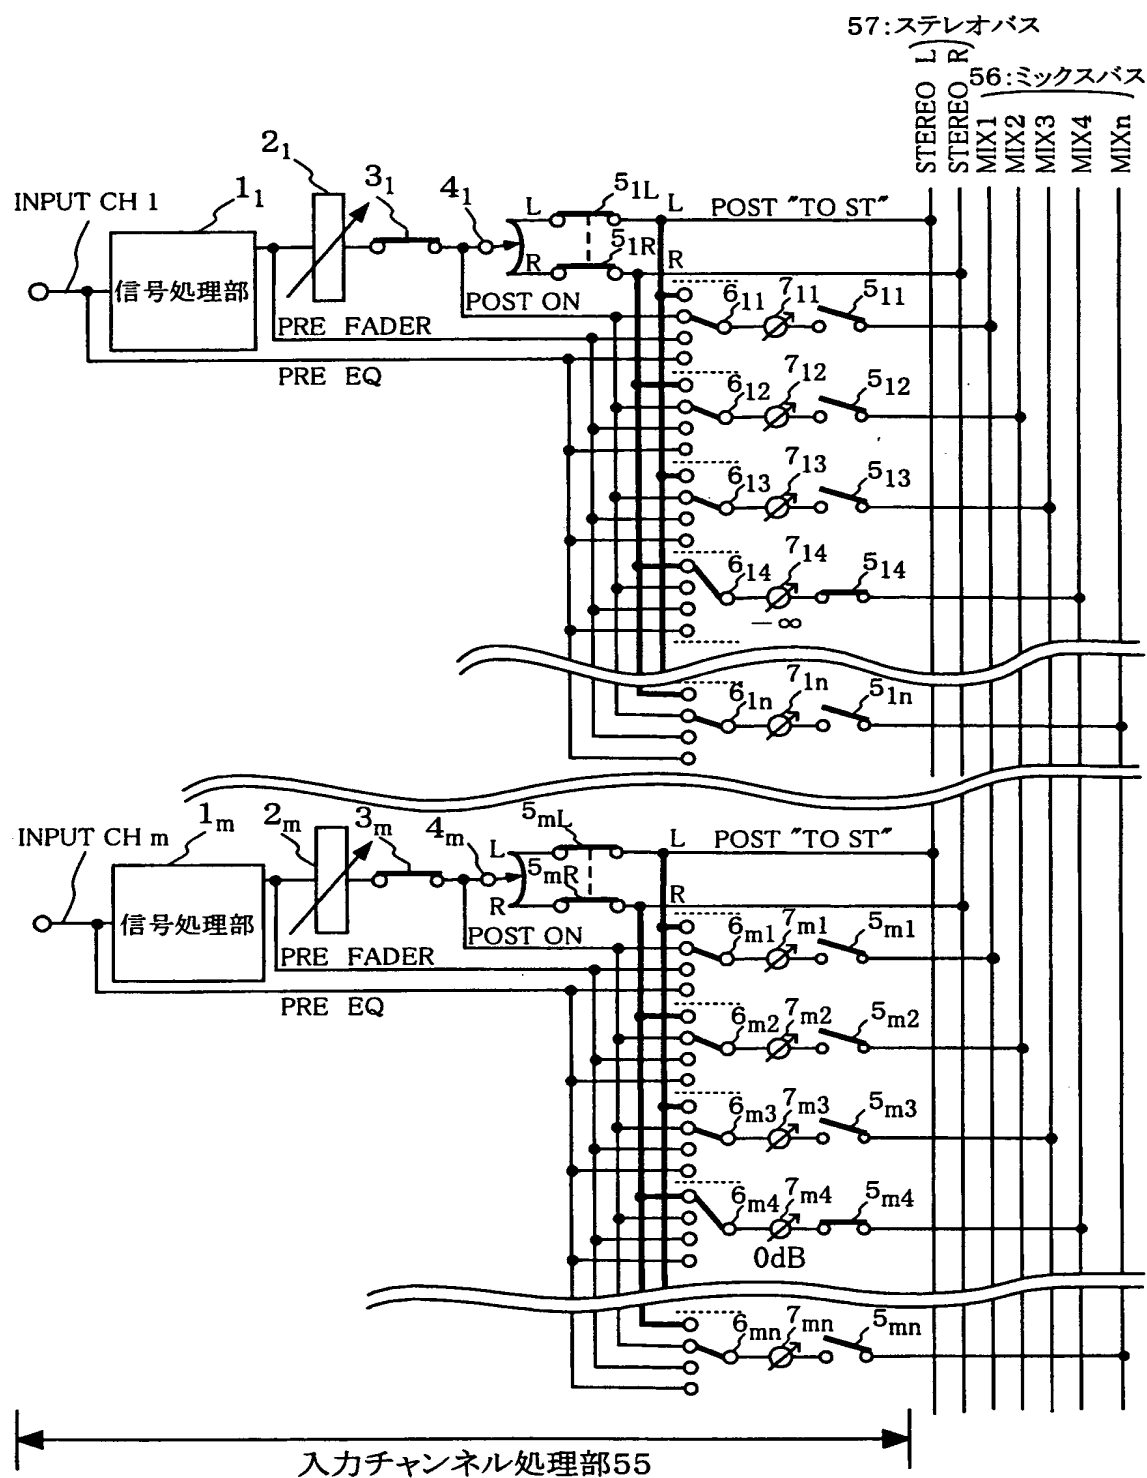 57:ステレオバス
56:ミックスバス
STEREO L
STEREO R
MIX1
MIX2
MIX3
MIX4
MIXn
INPUT CH 1
1₁
2₁
3₁
4₁
5₁L
5₁R
L
R
L
R
POST "TO ST"
信号処理部
POST ON
PRE FADER
PRE EQ
6₁₁ 7₁₁ 5₁₁
6₁₂ 7₁₂ 5₁₂
6₁₃ 7₁₃ 5₁₃
6₁₄ 7₁₄ 5₁₄
−∞
6₁n 7₁n 5₁n
INPUT CH m
1m
2m
3m
4m
5mL
5mR
L
R
L
R
POST "TO ST"
信号処理部
POST ON
PRE FADER
PRE EQ
6m1 7m1 5m1
6m2 7m2 5m2
6m3 7m3 5m3
6m4 7m4 5m4
0dB
6mn 7mn 5mn
入力チャンネル処理部55